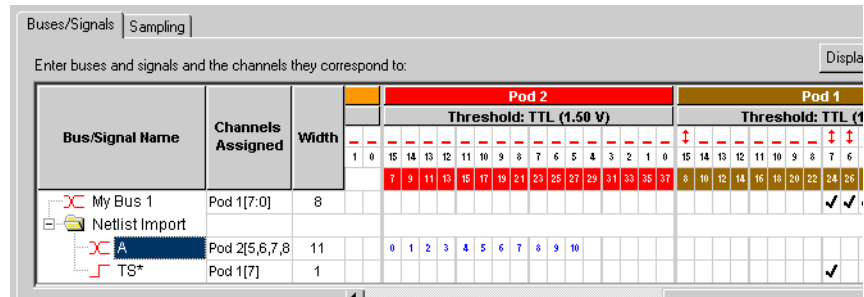 Buses/Signals Sampling
Enter buses and signals and the channels they correspond to:
Displa
Bus/Signal Name Channels Assigned Width Pod 2 Pod 1
Threshold: TTL (1.50 V) Threshold: TTL (1
1 0 15 14 13 12 11 10 9 8 7 6 5 4 3 2 1 0 15 14 13 12 11 10 9 8 7 6
7 9 11 13 15 17 19 21 23 25 27 29 31 33 35 37 8 10 12 14 16 18 20 22 24 26
My Bus 1 Pod 1[7:0] 8
Netlist Import
A Pod 2[5,6,7,8 11 0 1 2 3 4 5 6 7 8 9 10
TS* Pod 1[7] 1